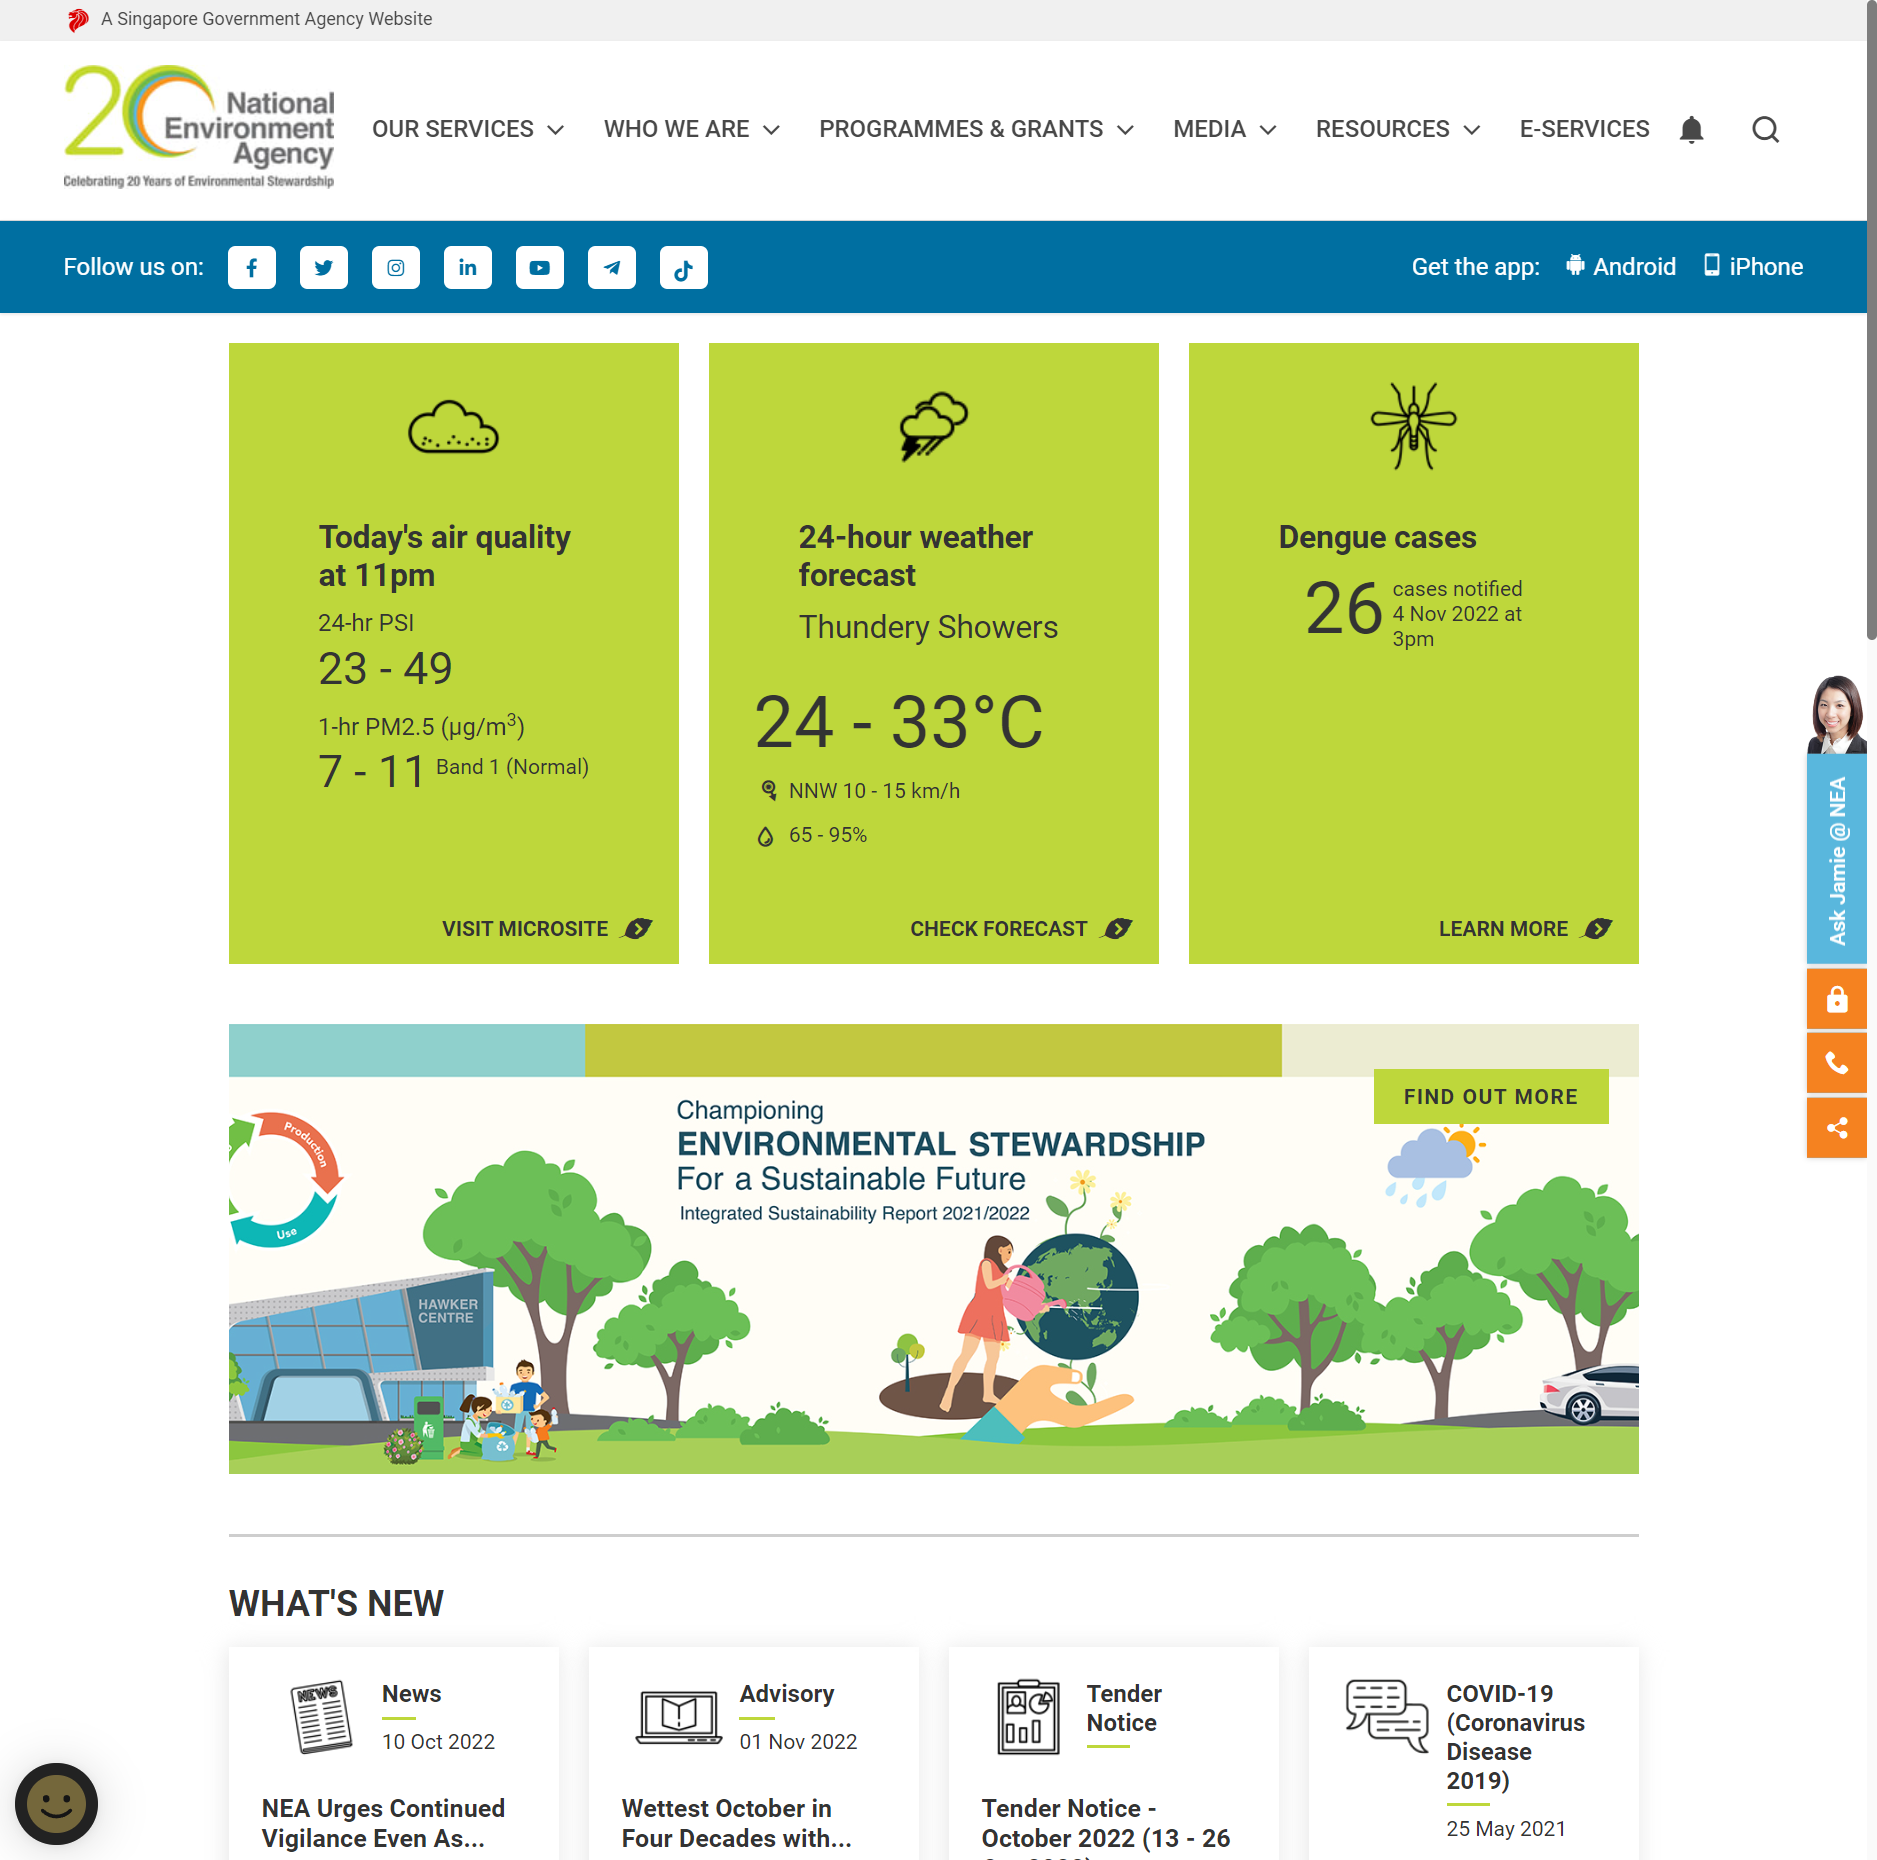 A Singapore Government Agency Website
20
National
Environment
Agency
Celebrating 20 Years of Environmental Stewardship
OUR SERVICES
WHO WE ARE
PROGRAMMES & GRANTS
MEDIA
RESOURCES
E-SERVICES
Follow us on:
Get the app:
Android
iPhone
Today's air quality
at 11pm
24-hr PSI
23 - 49
1-hr PM2.5 (µg/m³)
7 - 11 Band 1 (Normal)
VISIT MICROSITE
24-hour weather
forecast
Thundery Showers
24 - 33°C
NNW 10 - 15 km/h
65 - 95%
CHECK FORECAST
Dengue cases
26
cases notified
4 Nov 2022 at
3pm
LEARN MORE
Ask Jamie @ NEA
Championing
ENVIRONMENTAL STEWARDSHIP
For a Sustainable Future
Integrated Sustainability Report 2021/2022
FIND OUT MORE
Production
Use
HAWKER
CENTRE
WHAT'S NEW
NEWS
News
10 Oct 2022
NEA Urges Continued
Vigilance Even As...
Advisory
01 Nov 2022
Wettest October in
Four Decades with...
Tender
Notice
Tender Notice -
October 2022 (13 - 26
COVID-19
(Coronavirus
Disease
2019)
25 May 2021